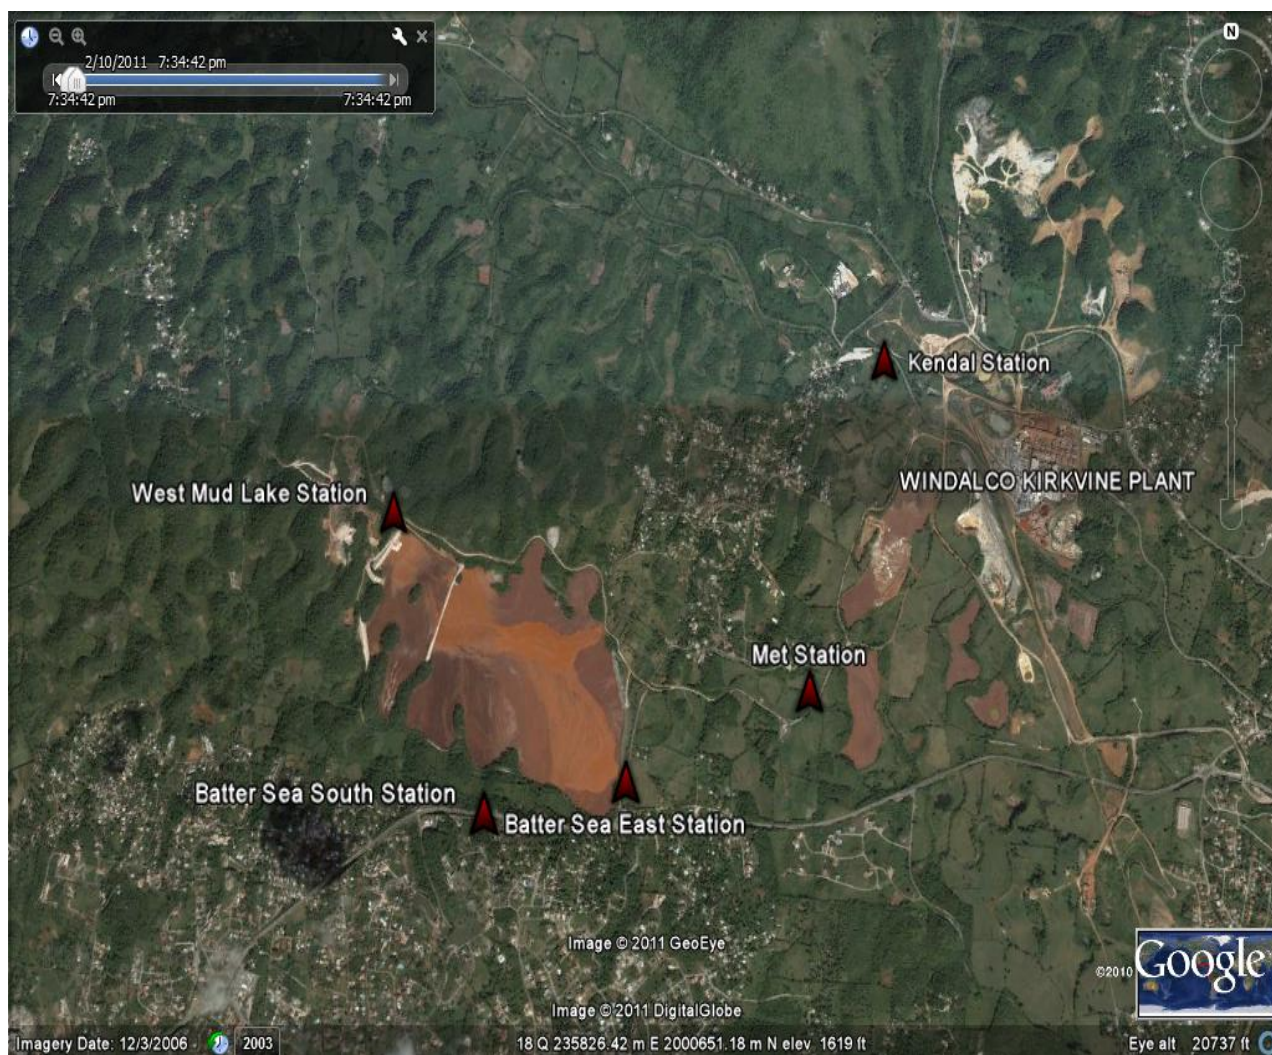 2/10/2011 7:34:42 pm
7:34:42 pm 7:34:42 pm
N
Kendal Station
WINDALCO KIRKVINE PLANT
West Mud Lake Station
Met Station
Batter Sea South Station
Batter Sea East Station
Image © 2011 GeoEye
©2010 Google
Image © 2011 DigitalGlobe
Imagery Date: 12/3/2006 2003 18 Q 235826.42 m E 2000651.18 m N elev 1619 ft Eye alt 20737 ft